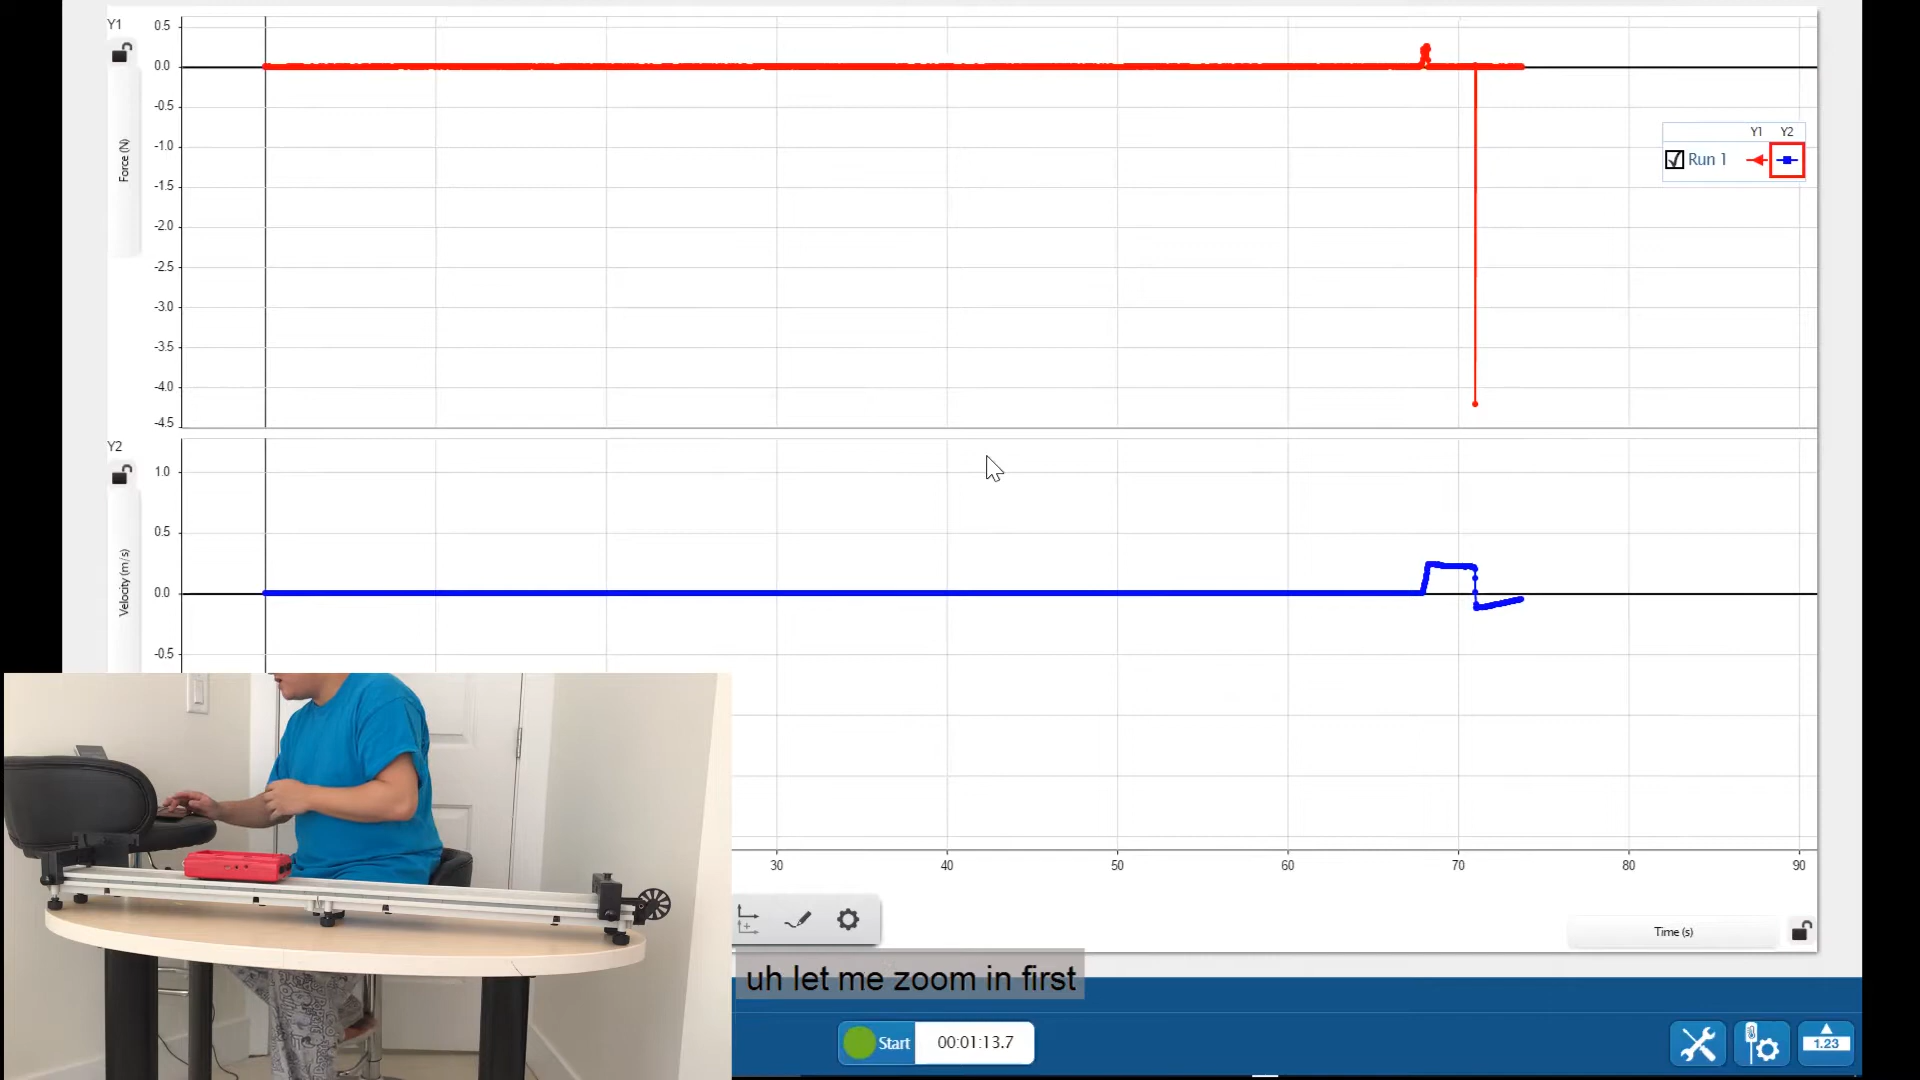 Y1
0.5
0.0
-0.5
-1.0
-1.5
-2.0
-2.5
-3.0
-3.5
-4.0
-4.5
Force (N)
Y1 Y2
Run 1
Y2
1.0
0.5
0.0
-0.5
Velocity (m/s)
30 40 50 60 70 80 90
Time (s)
uh let me zoom in first
Start 00:01:13.7
1.23